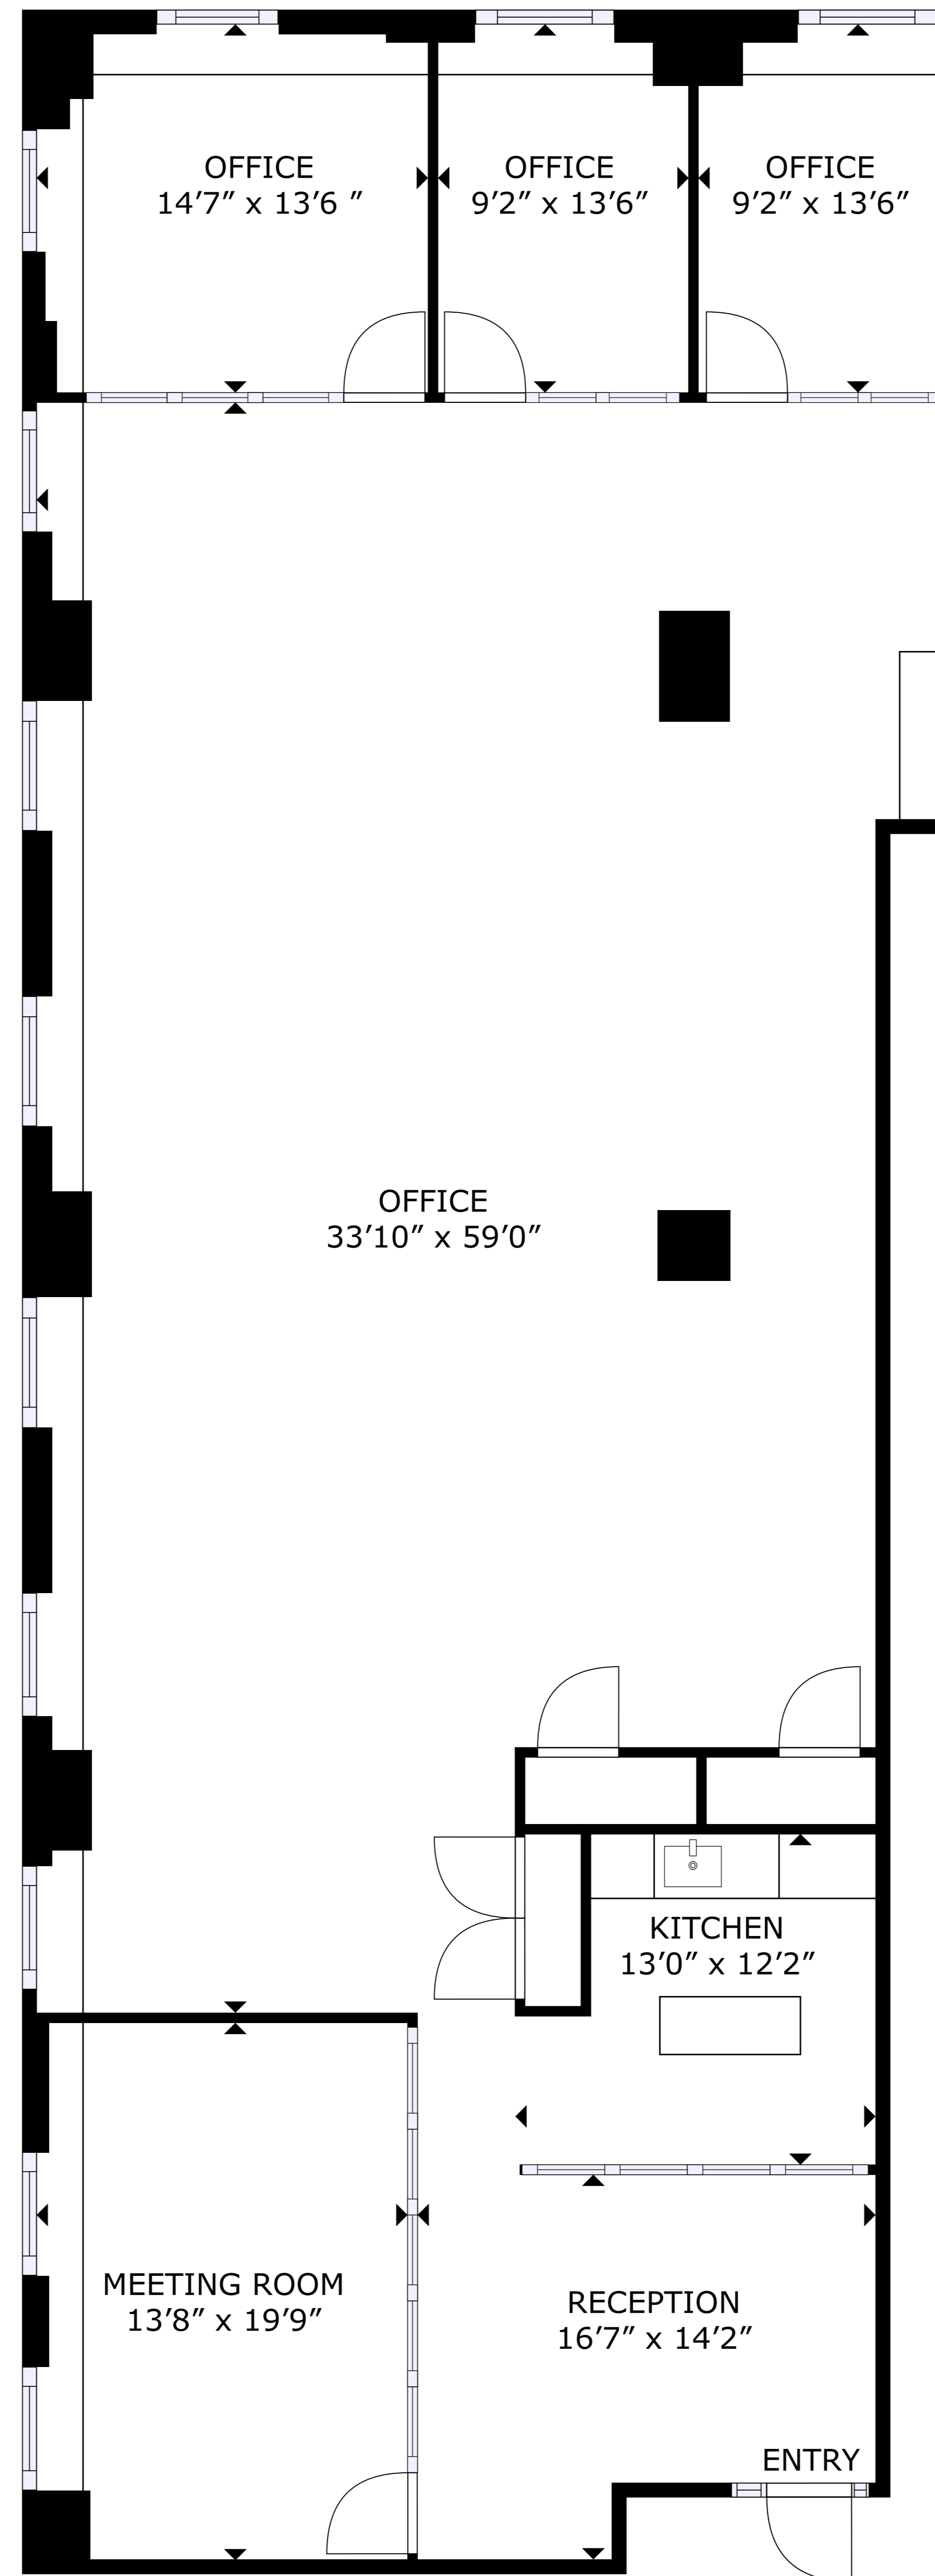 OFFICE
14’7” x 13’6 ”
OFFICE
9’2” x 13’6”
OFFICE
9’2” x 13’6”
OFFICE
33’10” x 59’0”
KITCHEN
13’0” x 12’2”
MEETING ROOM
13’8” x 19’9”
RECEPTION
16’7” x 14’2”
ENTRY